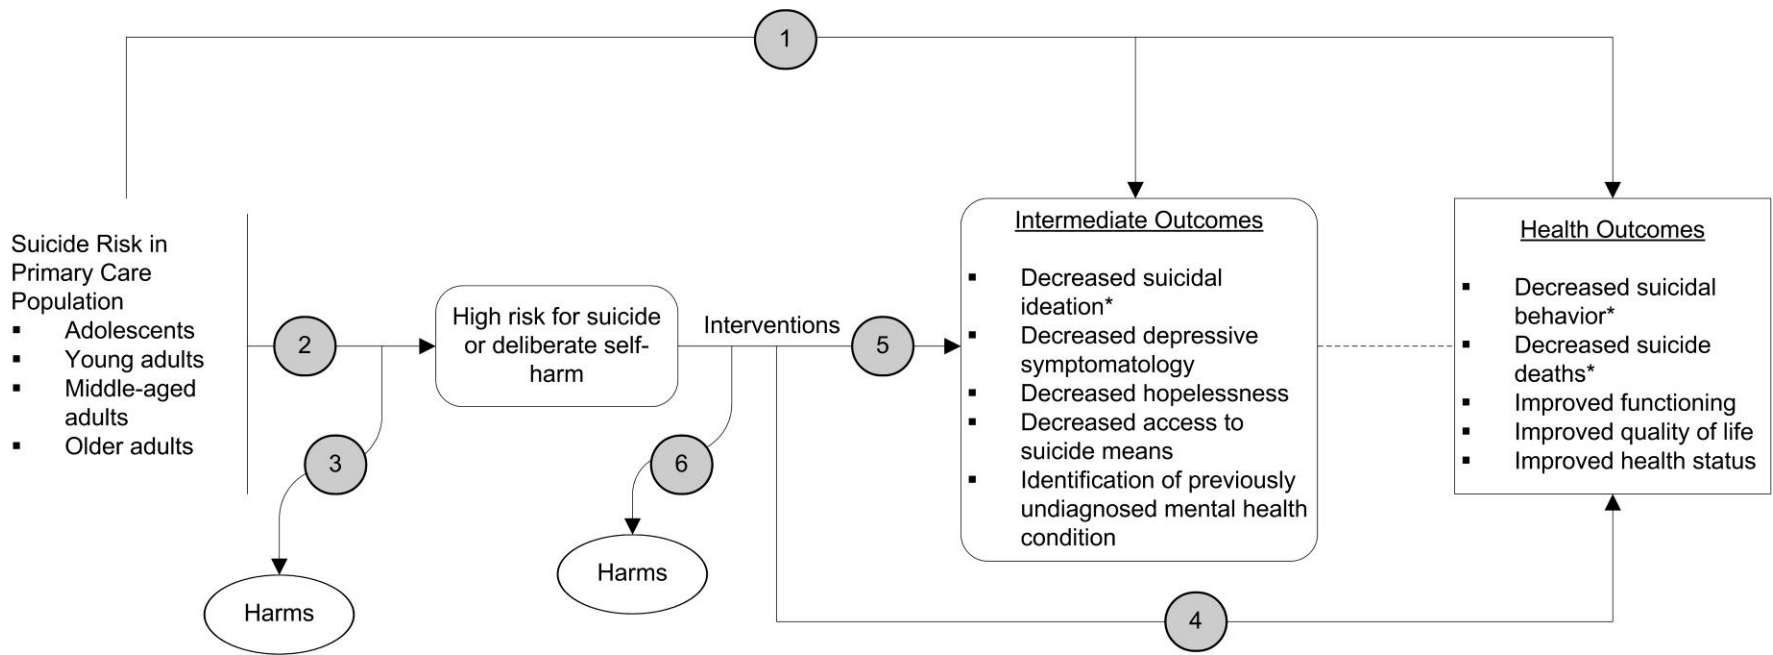 1
Suicide Risk in
Primary Care
Population
▪ Adolescents
▪ Young adults
▪ Middle-aged
adults
▪ Older adults
2
3
Harms
High risk for suicide
or deliberate self-
harm
Interventions
6
Harms
5
Intermediate Outcomes
▪ Decreased suicidal
ideation*
▪ Decreased depressive
symptomatology
▪ Decreased hopelessness
▪ Decreased access to
suicide means
▪ Identification of previously
undiagnosed mental health
condition
4
Health Outcomes
▪ Decreased suicidal
behavior*
▪ Decreased suicide
deaths*
▪ Improved functioning
▪ Improved quality of life
▪ Improved health status